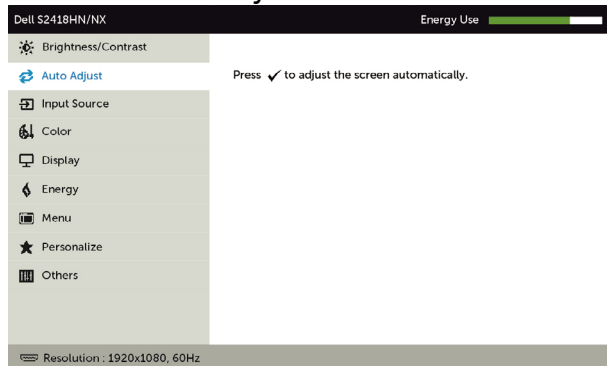 Dell S2418HN/NX
Energy Use
Brightness/Contrast
Auto Adjust
Press ✓ to adjust the screen automatically.
Input Source
Color
Display
Energy
Menu
Personalize
Others
Resolution : 1920x1080, 60Hz